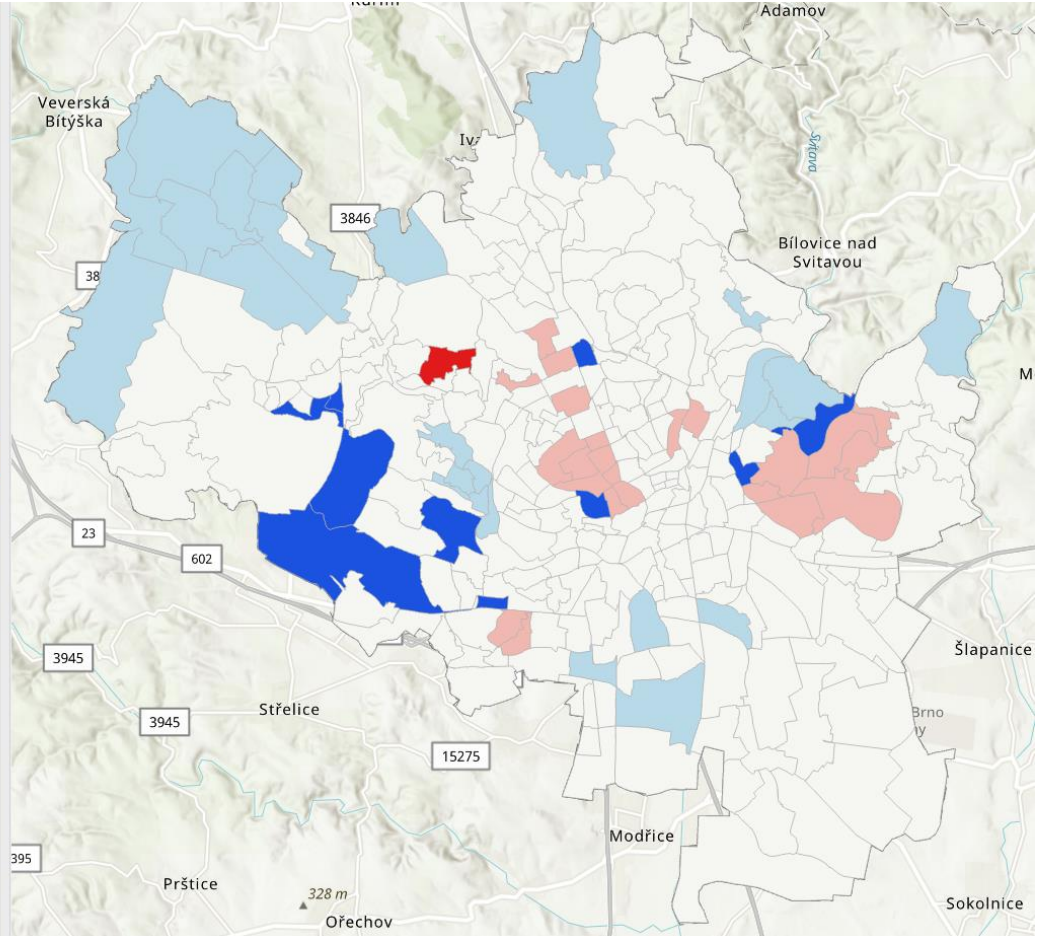 Adamov
Veverská
Bítýška
3846
Svitava
Bílovice nad
Svitavou
38
M
23
602
3945
Šlapanice
Střelice
Brno
3945
15275
Modřice
395
Prštice
328 m
Ořechov
Sokolnice